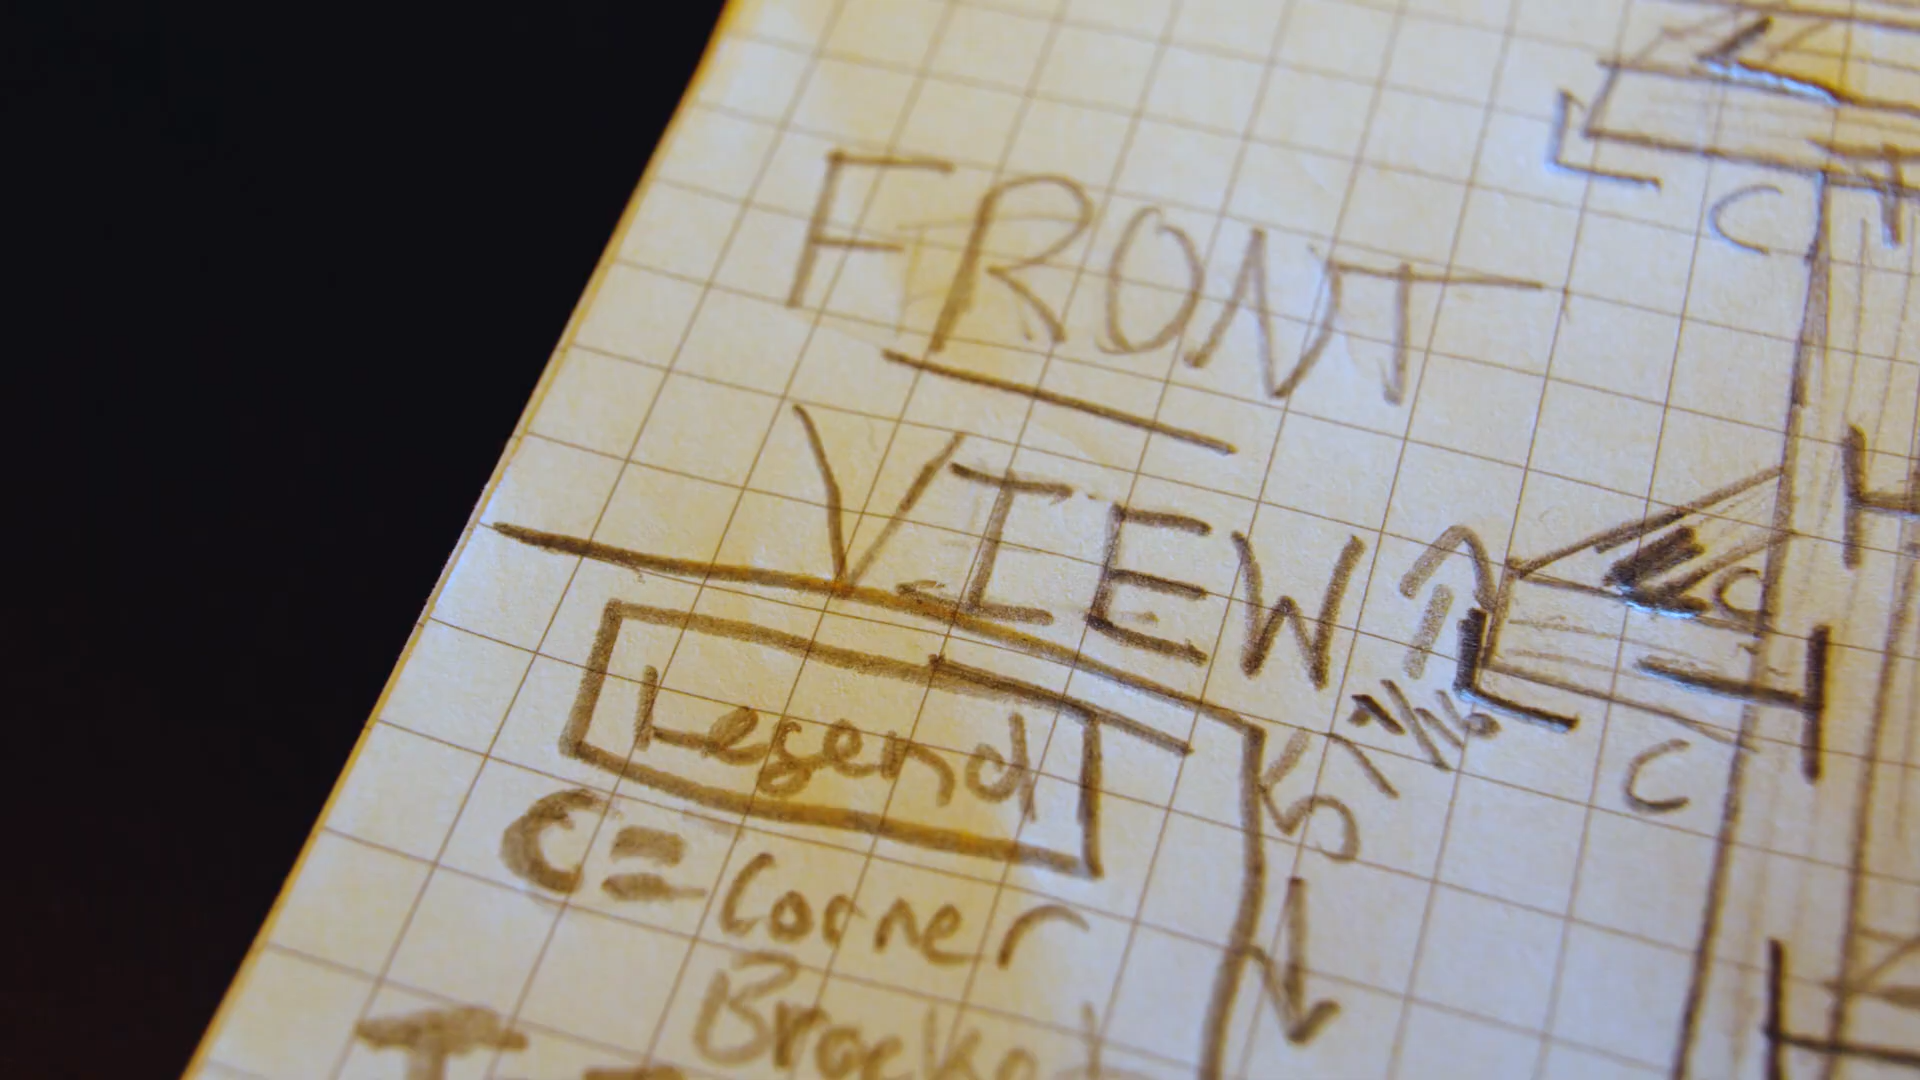 FRONT
VIEW
Legend
C = Corner
Bracket
T =
C
H
C
C